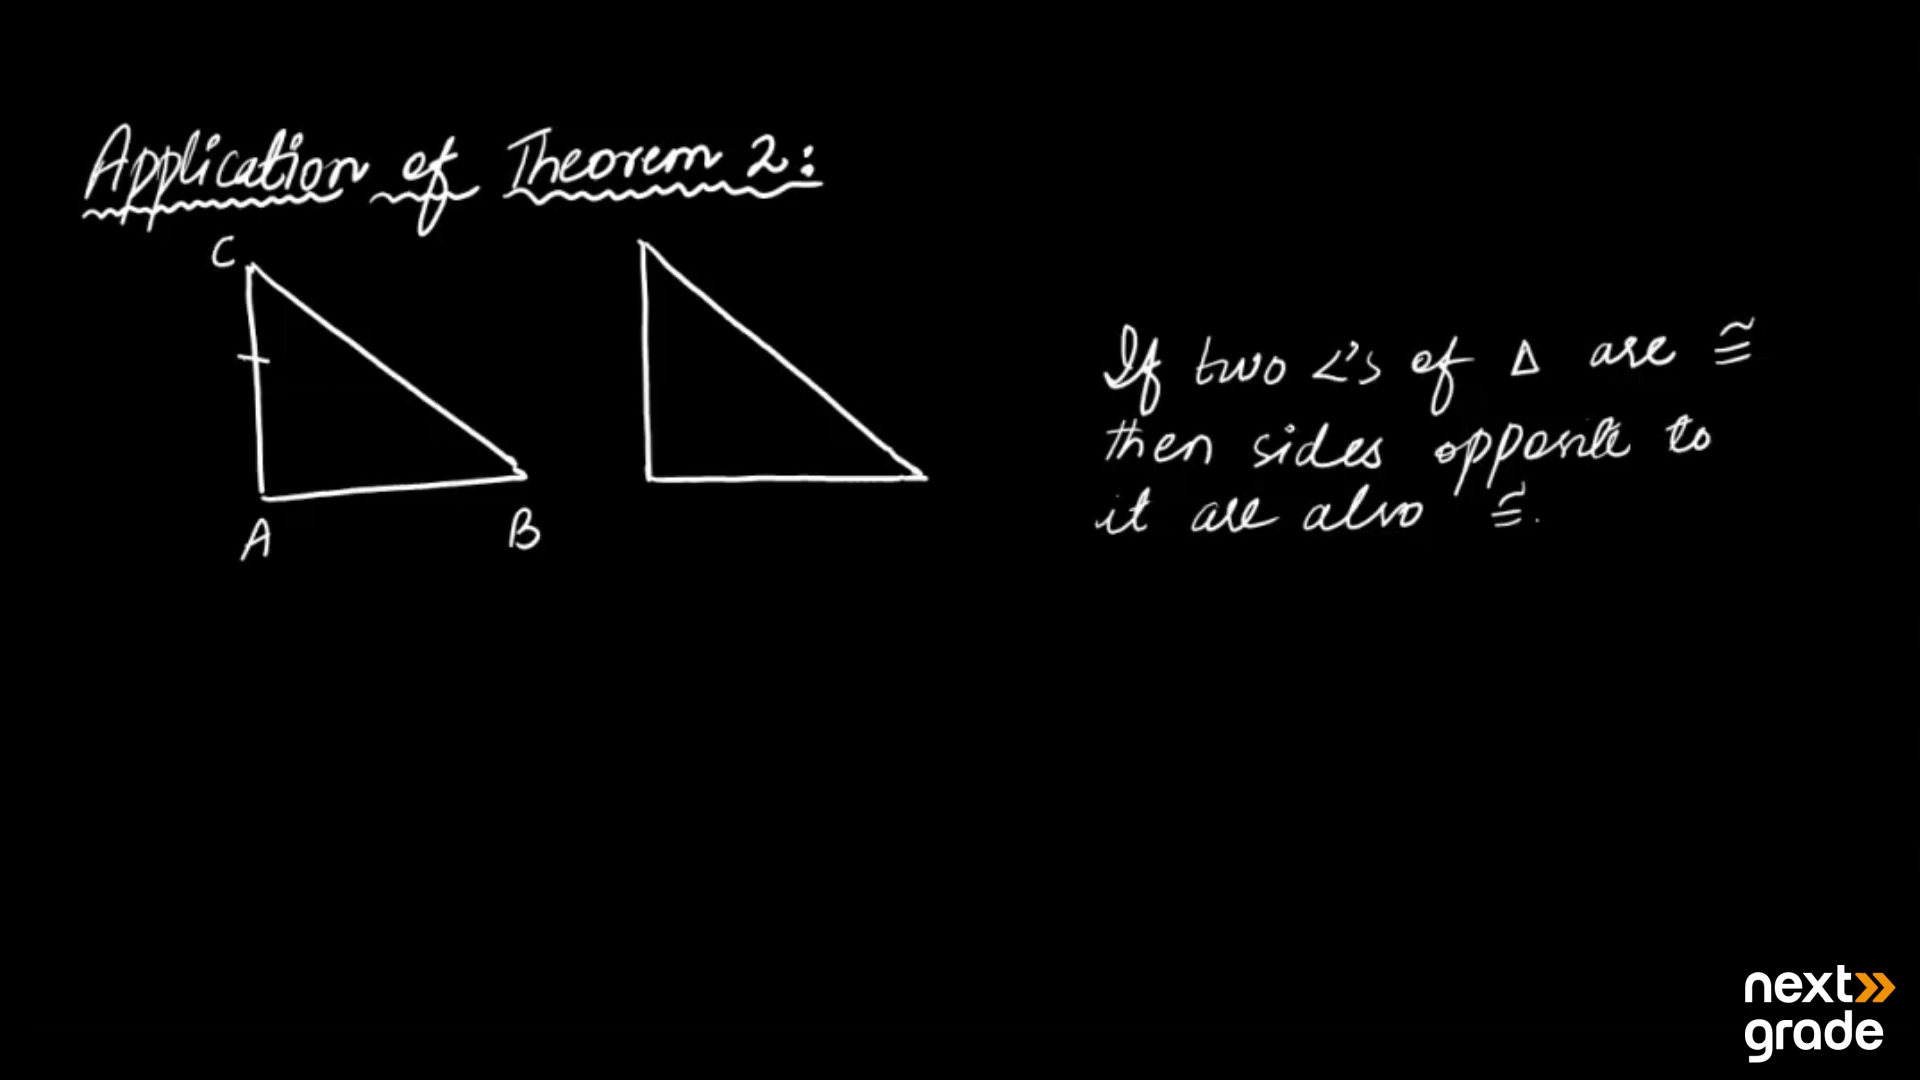 Application of Theorem 2:
C
A
B
If two ∠'s of Δ are ≅
then sides opposite to
it are also ≅.
next
grade